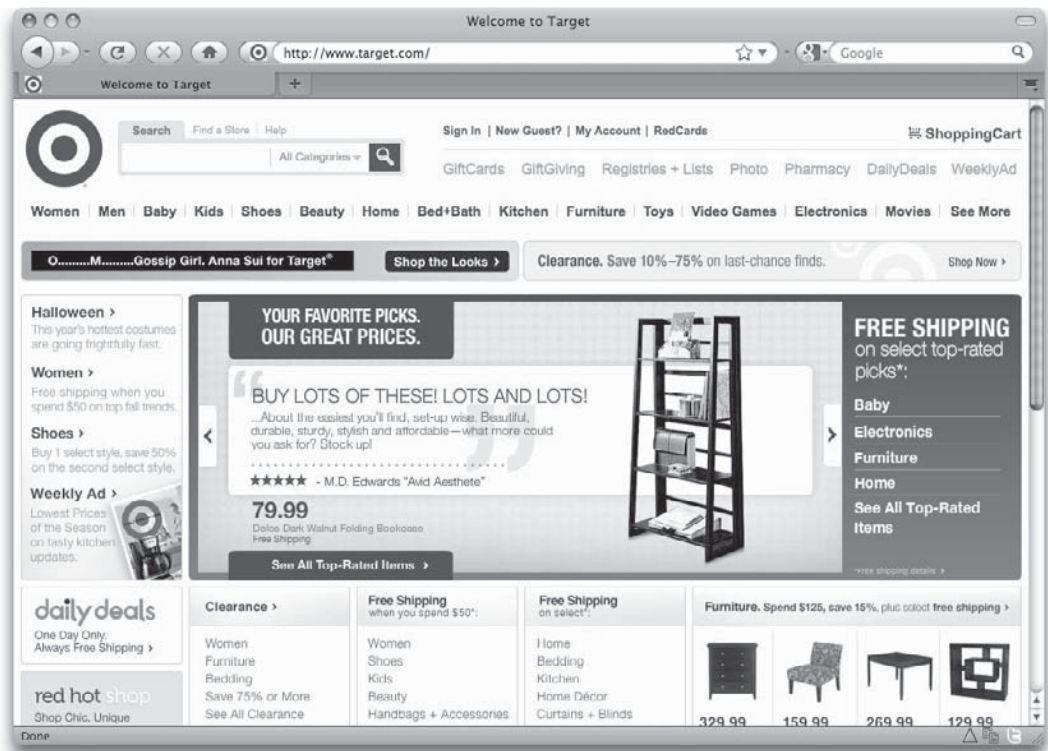 Welcome to Target
http://www.target.com/
Google
Welcome to Target
+
Search Find a Store Help
All Categories
Sign In | New Guest? | My Account | RedCards
ShoppingCart
GiftCards GiftGiving Registries + Lists Photo Pharmacy DailyDeals WeeklyAd
Women Men Baby Kids Shoes Beauty Home Bed+Bath Kitchen Furniture Toys Video Games Electronics Movies See More
O.........M.........Gossip Girl. Anna Sui for Target®
Shop the Looks >
Clearance. Save 10%–75% on last-chance finds.
Shop Now >
Halloween >
This year's hottest costumes
are going frightfully fast.
Women >
Free shipping when you
spend $50 on top fall trends.
Shoes >
Buy 1 select style, save 50%
on the second select style.
Weekly Ad >
Lowest Prices
of the Season
on tasty kitchen
updates.
YOUR FAVORITE PICKS.
OUR GREAT PRICES.
BUY LOTS OF THESE! LOTS AND LOTS!
...About the easiest you'll find, set-up wise. Beautiful,
durable, sturdy, stylish and affordable—what more could
you ask for? Stock up!
★★★★★ - M.D. Edwards "Avid Aesthete"
79.99
Dolce Dark Walnut Folding Bookcase
Free Shipping
See All Top-Rated Items >
FREE SHIPPING
on select top-rated
picks*:
Baby
Electronics
Furniture
Home
See All Top-Rated
Items
*Free shipping details >
daily deals
One Day Only.
Always Free Shipping >
red hot shop
Shop Chic. Unique
Clearance >
Women
Furniture
Bedding
Save 75% or More
See All Clearance
Free Shipping
when you spend $50*:
Women
Shoes
Kids
Beauty
Handbags + Accessories
Free Shipping
on select*:
Home
Bedding
Kitchen
Home Décor
Curtains + Blinds
Furniture. Spend $125, save 15%, plus select free shipping >
329.99 159.99 269.99 129.99
Done